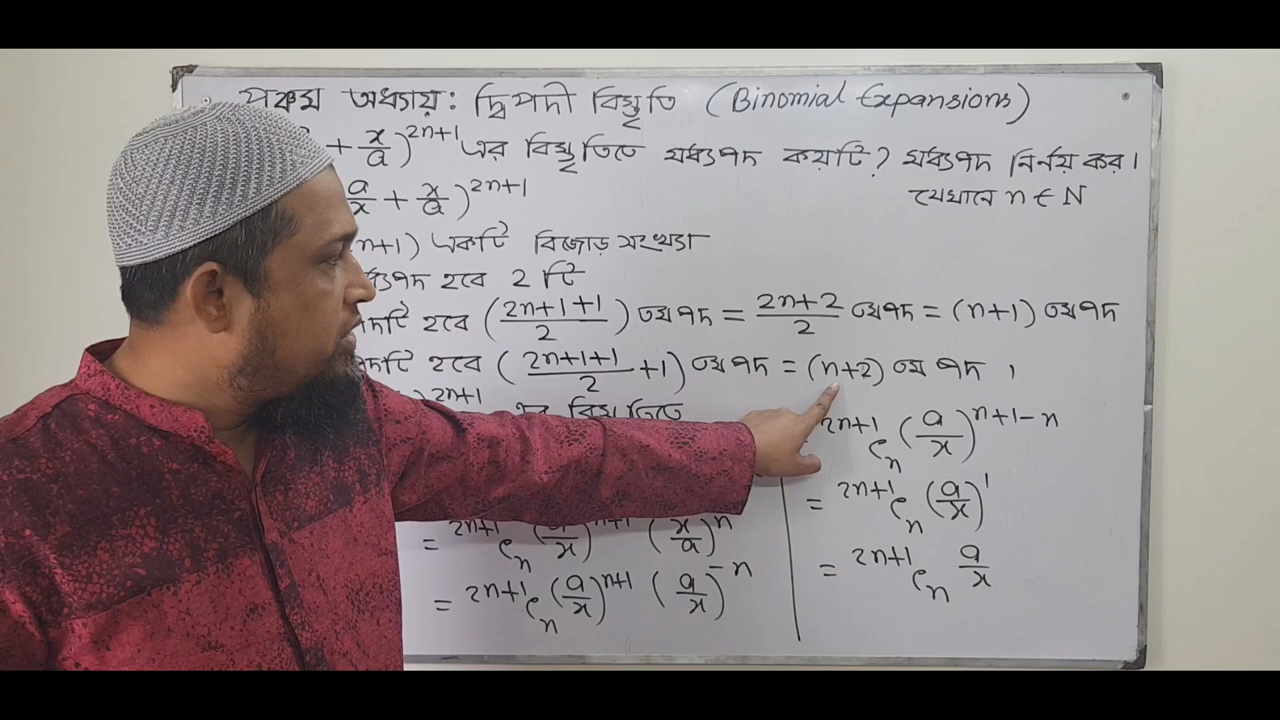 পঞ্চম অধ্যায়: দ্বিপদী বিস্তৃতি (Binomial Expansions)
+ x/a)^{2n+1} এর বিস্তৃতিতে মধ্যপদ কয়টি? মধ্যপদ নির্ণয় কর।
যেখানে n ∈ N
a/x + x/a)^{2n+1}
n+1) একটি বিজোড় সংখ্যা
মধ্যপদ হবে 2 টি
পদটি হবে ((2n+1+1)/2) তম পদ = (2n+2)/2 তম পদ = (n+1) তম পদ
পদটি হবে ((2n+1+1)/2 +1) তম পদ = (n+2) তম পদ ।
)^{2n+1} এর বিস্তৃতিতে
= ^{2n+1}C_n (a/x)^{n+1} (x/a)^n
= ^{2n+1}C_n (a/x)^{n+1} (a/x)^{-n}
^{2n+1}C_n (a/x)^{n+1-n}
= ^{2n+1}C_n (a/x)^1
= ^{2n+1}C_n a/x